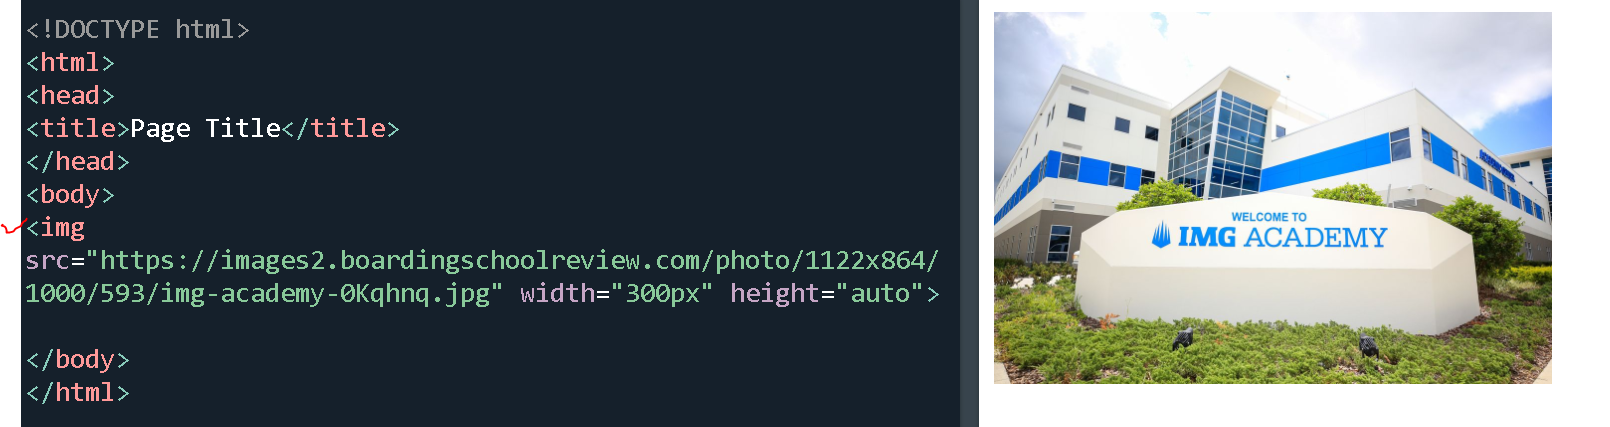 <!DOCTYPE html>
<html>
<head>
<title>Page Title</title>
</head>
<body>
<img
src="https://images2.boardingschoolreview.com/photo/1122x864/
1000/593/img-academy-0Kqhnq.jpg" width="300px" height="auto">
</body>
</html>
WELCOME TO
IMG ACADEMY